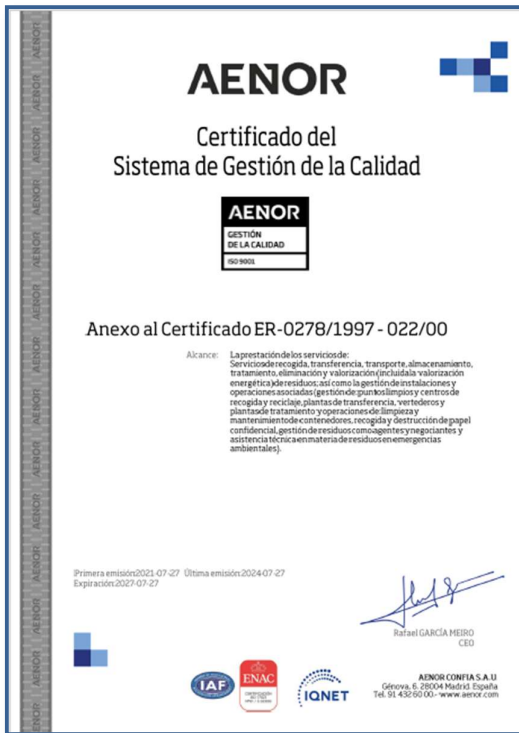 AENOR
Certificado del
Sistema de Gestión de la Calidad
AENOR
GESTIÓN
DE LA CALIDAD
ISO 9001
Anexo al Certificado ER-0278/1997 - 022/00
Alcance: La prestación de los servicios de:
Servicios de recogida, transferencia, transporte, almacenamiento,
tratamiento, eliminación y valorización (incluida la valorización
energética) de residuos; así como la gestión de instalaciones y
operaciones asociadas (gestión de: puntos limpios y centros de
recogida y reciclaje, plantas de transferencia, vertederos y
plantas de tratamiento y operaciones de: limpieza y
mantenimiento de contenedores, recogida y destrucción de papel
confidencial, gestión de residuos como agentes y negociantes y
asistencia técnica en materia de residuos en emergencias
ambientales).
Primera emisión: 2021-07-27 Última emisión: 2024-07-27
Expiración: 2027-07-27
Rafael GARCÍA MEIRO
CEO
IAF
ENAC
IQNET
AENOR CONFIA S.A.U
Génova, 6. 28004 Madrid. España
Tel. 91 432 60 00.- www.aenor.com